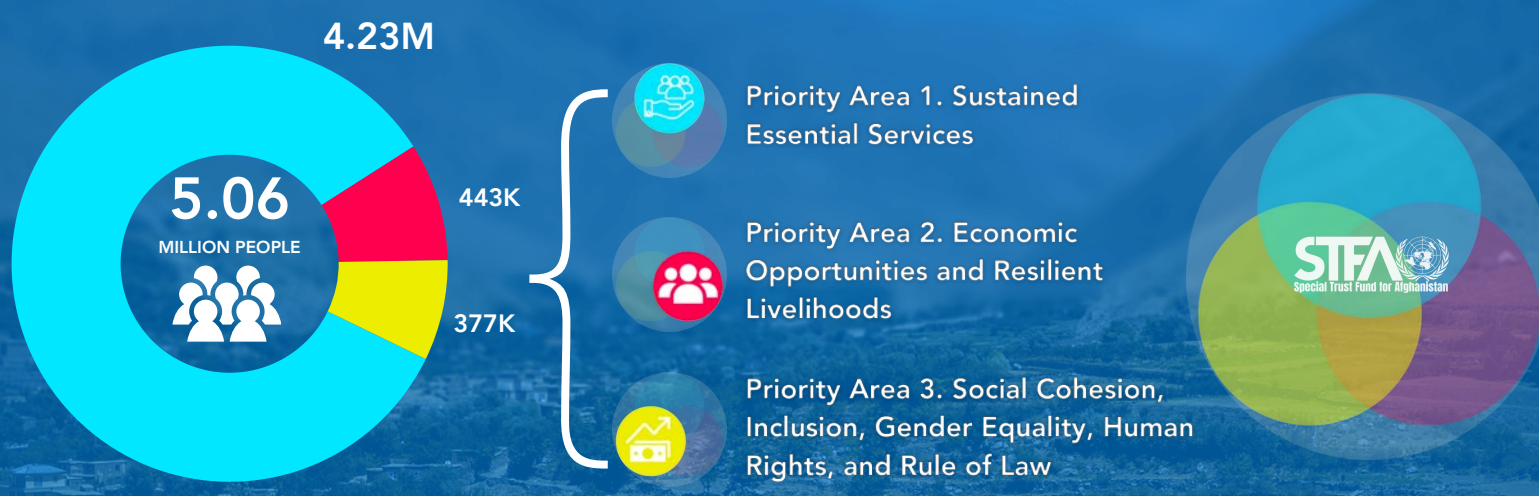 4.23M
5.06
MILLION PEOPLE
443K
377K
Priority Area 1. Sustained
Essential Services
Priority Area 2. Economic
Opportunities and Resilient
Livelihoods
Priority Area 3. Social Cohesion,
Inclusion, Gender Equality, Human
Rights, and Rule of Law
STFA
Special Trust Fund for Afghanistan